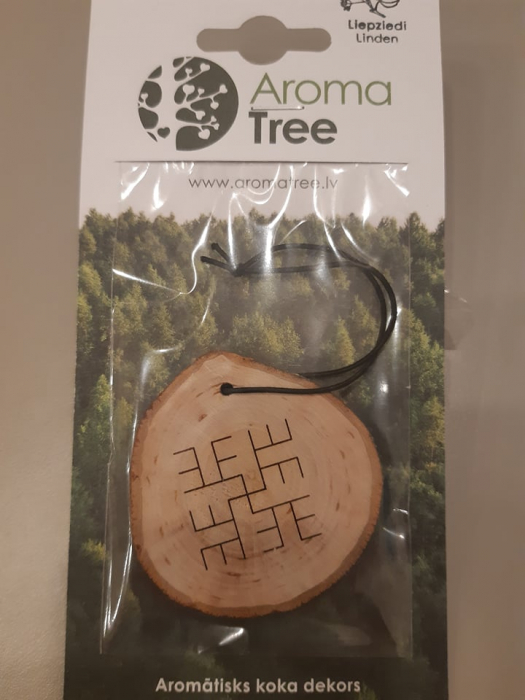 Liepziedi
Linden
Aroma
Tree
www.aromatree.lv
Aromātisks koka dekors